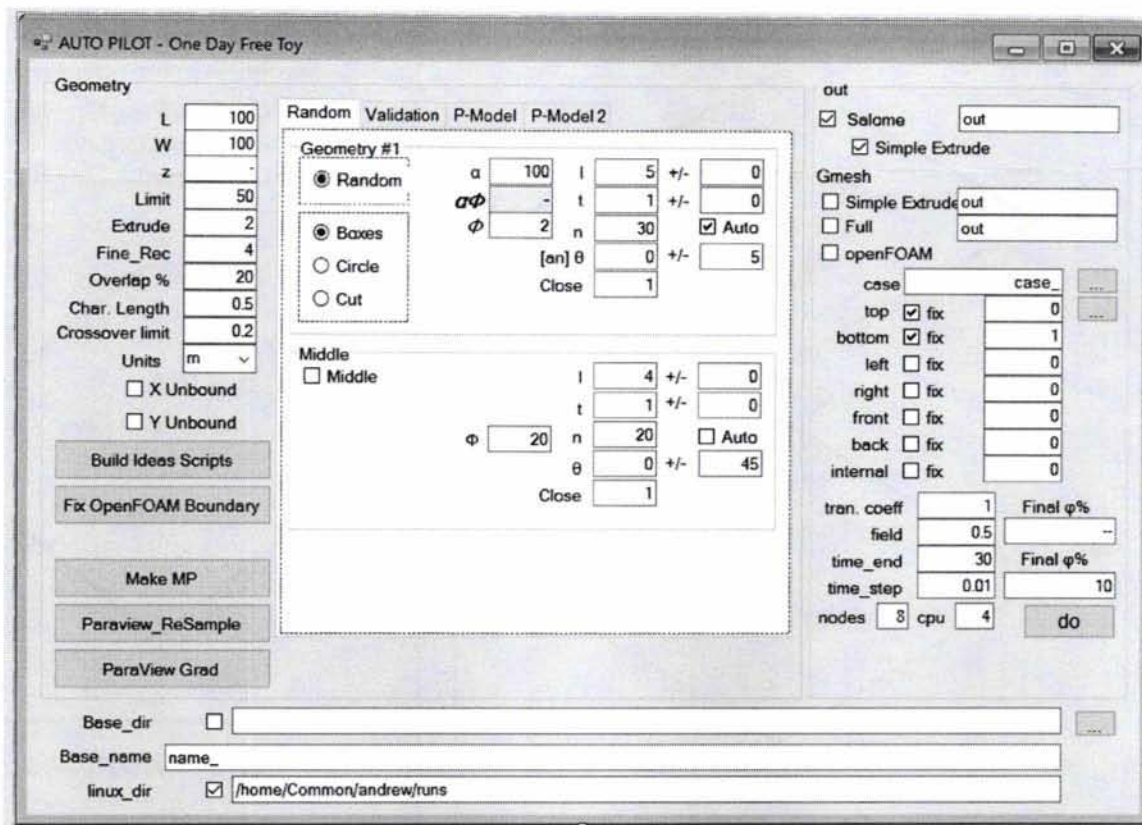 AUTO PILOT - One Day Free Toy
Geometry
L 100
W 100
z -
Limit 50
Extrude 2
Fine_Rec 4
Overlap % 20
Char. Length 0.5
Crossover limit 0.2
Units m
X Unbound
Y Unbound
Build Ideas Scripts
Fix OpenFOAM Boundary
Make MP
Paraview_ReSample
ParaView Grad
Random Validation P-Model P-Model 2
Geometry #1
Random
Boxes
Circle
Cut
α 100 l 5 +/- 0
αΦ - t 1 +/- 0
Φ 2 n 30 Auto
[an] θ 0 +/- 5
Close 1
Middle
Middle
l 4 +/- 0
t 1 +/- 0
Φ 20 n 20 Auto
θ 0 +/- 45
Close 1
out
Salome out
Simple Extrude
Gmesh
Simple Extrude out
Full out
openFOAM
case case_ ...
top fix 0 ...
bottom fix 1
left fix 0
right fix 0
front fix 0
back fix 0
internal fix 0
tran. coeff 1 Final φ%
field 0.5 --
time_end 30 Final φ%
time_step 0.01 10
nodes 8 cpu 4 do
Base_dir ...
Base_name name_
linux_dir /home/Common/andrew/runs